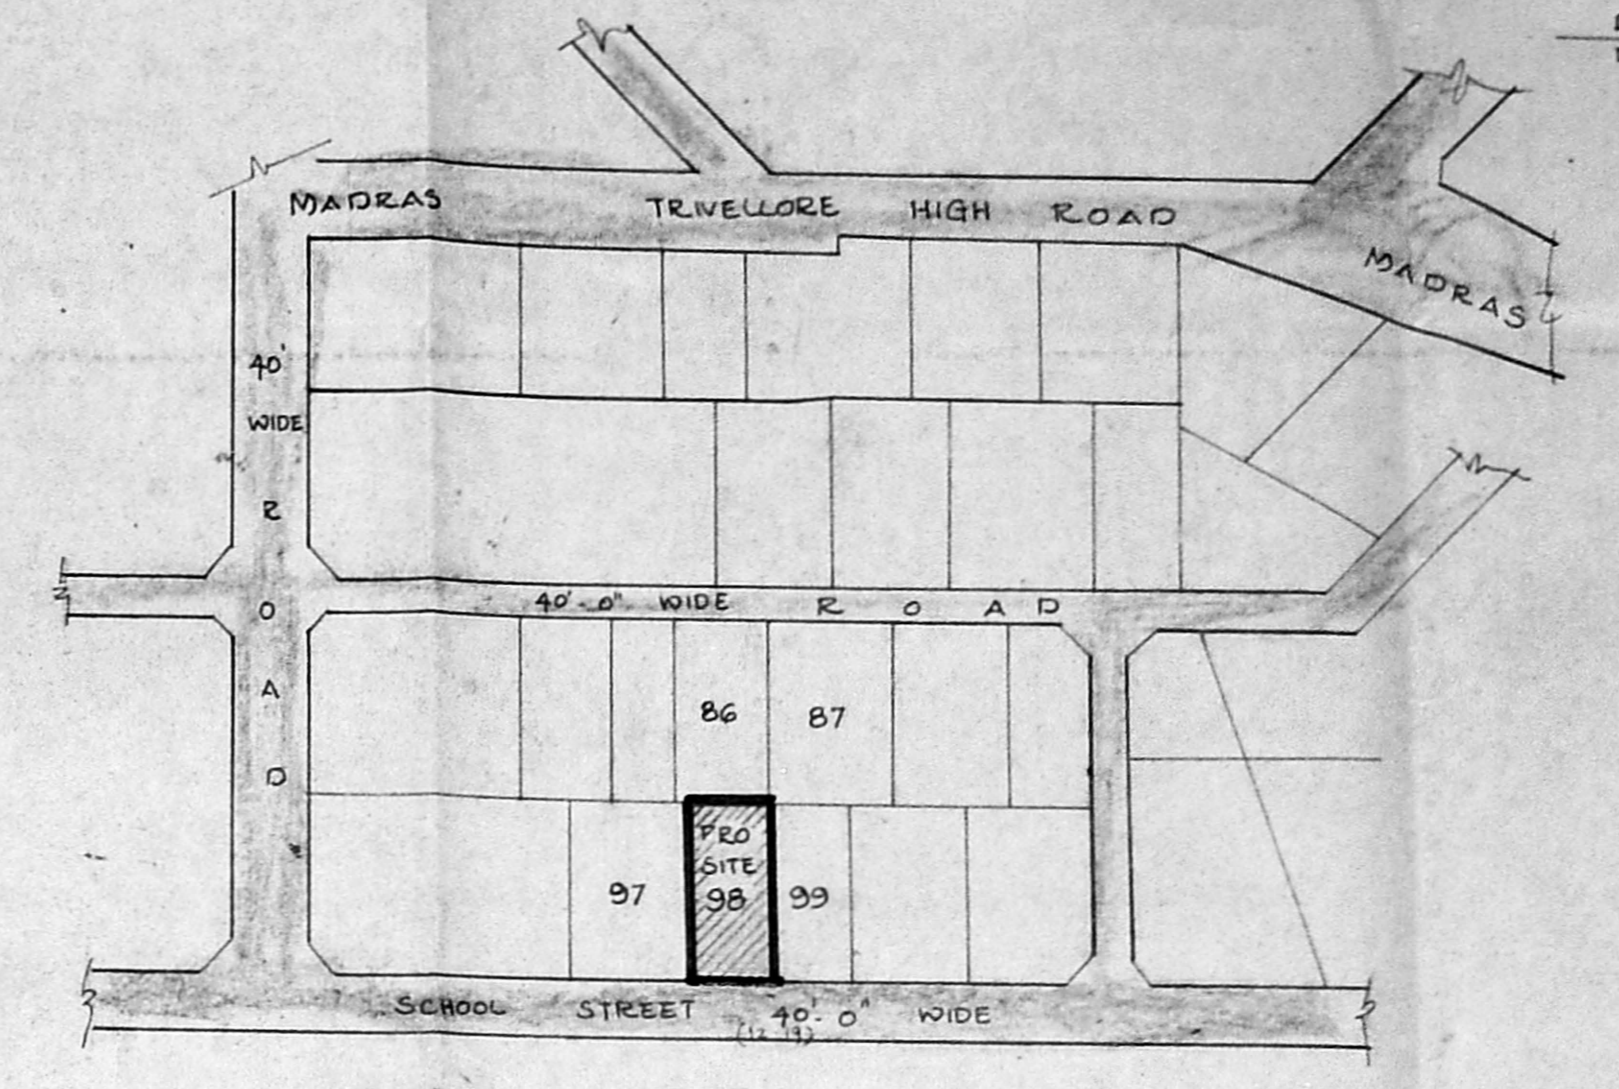 MADRAS TRIVELLORE HIGH ROAD
MADRAS
40'
WIDE
R
O
A
D
40'-0" WIDE ROAD
86
87
PRO
SITE
97
98
99
SCHOOL STREET 40'-0" WIDE